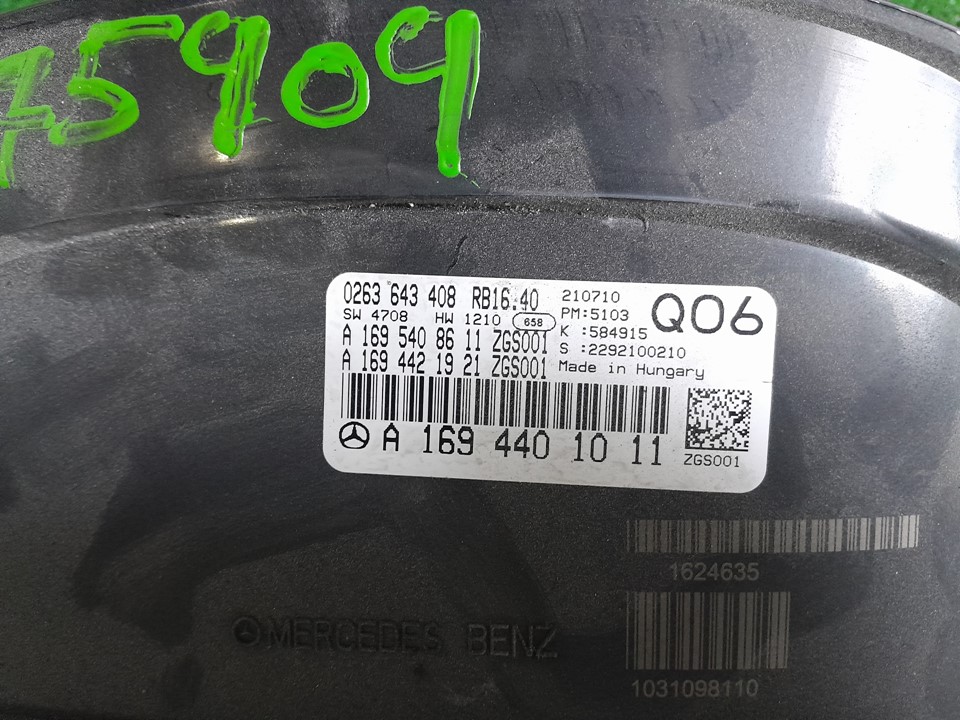 75909
0263 643 408 RB16.40
210710
Q06
SW 4708 HW 1210 658
PM:5103
A 169 540 86 11 ZGS001
K :584915
S :2292100210
A 169 442 19 21 ZGS001
Made in Hungary
A 169 440 10 11
ZGS001
1624635
MERCEDES BENZ
1031098110